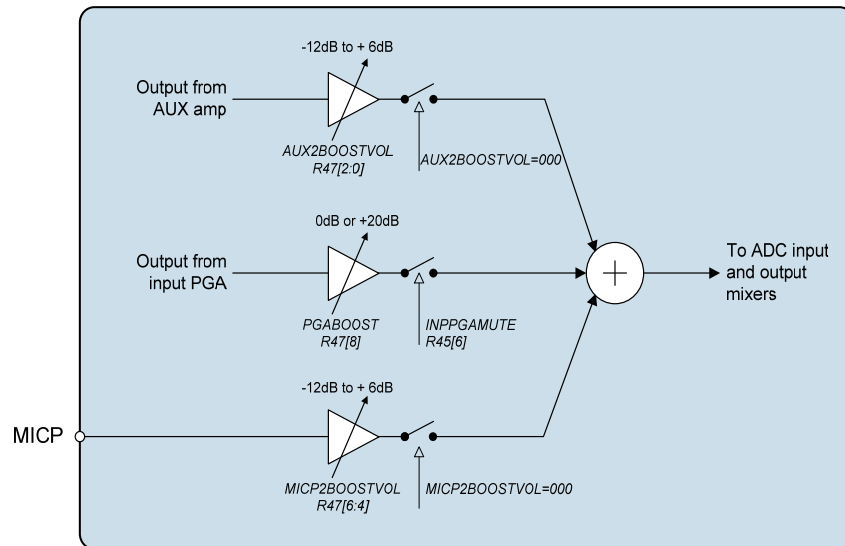 -12dB to + 6dB
Output from
AUX amp
AUX2BOOSTVOL
R47[2:0]
AUX2BOOSTVOL=000
0dB or +20dB
Output from
input PGA
PGABOOST
R47[8]
INPPGAMUTE
R45[6]
+
To ADC input
and output
mixers
-12dB to + 6dB
MICP
MICP2BOOSTVOL
R47[6:4]
MICP2BOOSTVOL=000